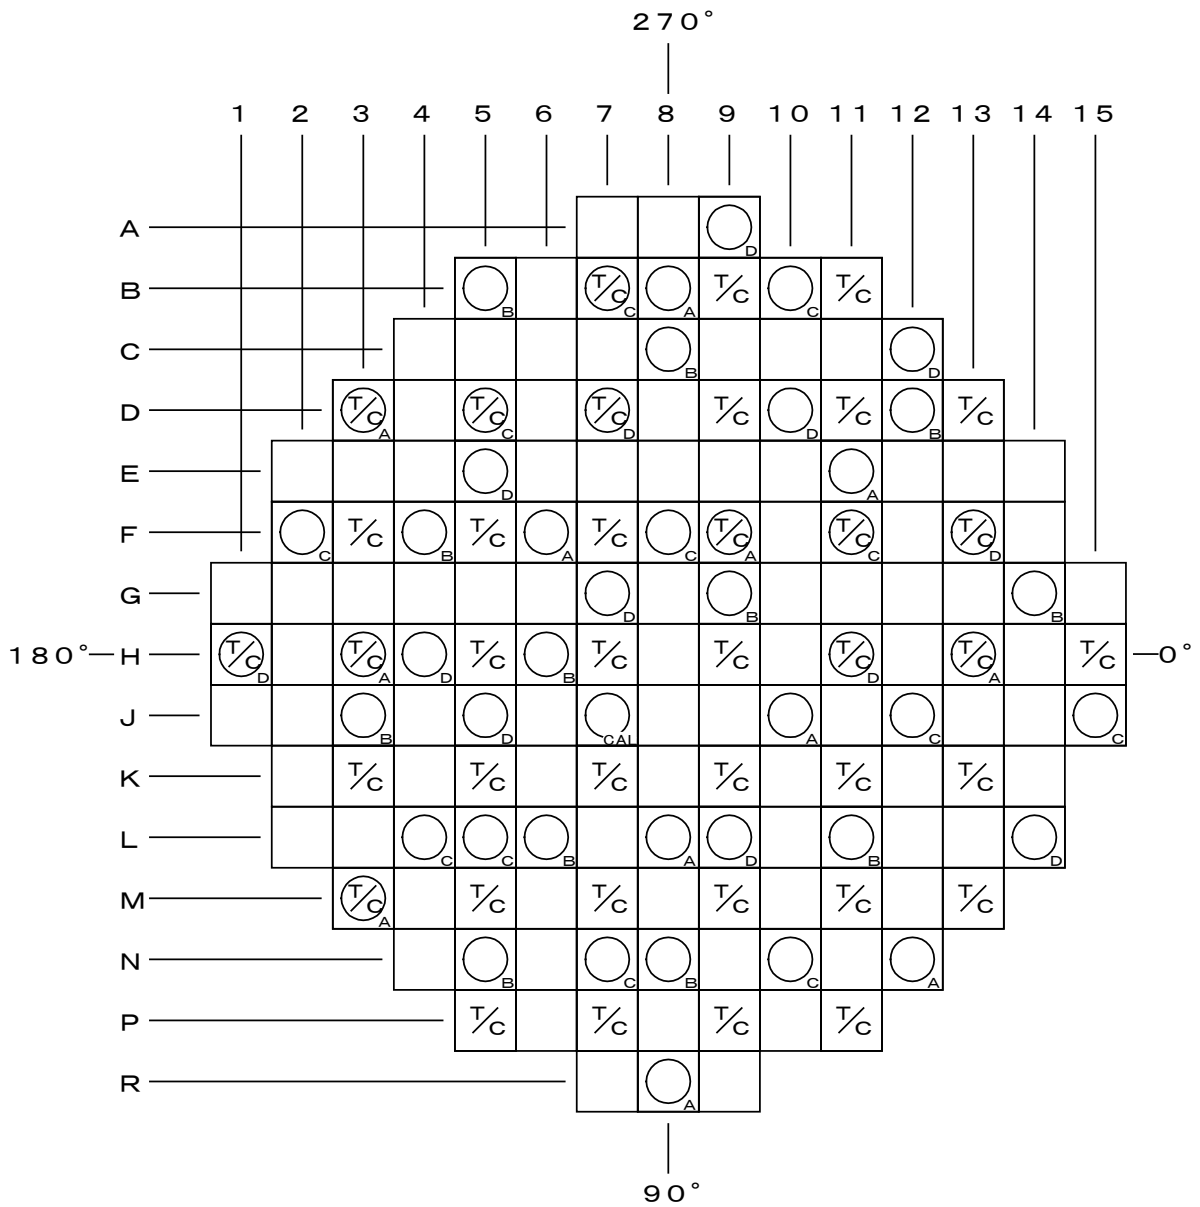 270°
1 2 3 4 5 6 7 8 9 10 11 12 13 14 15
A D
B B T/C C A T/C C T/C
C B D
D T/C A T/C C T/C D T/C D T/C B T/C
E D A
F C T/C B T/C A T/C C T/C A T/C C T/C D
G D B B
180° H T/C D T/C A D T/C B T/C T/C T/C D T/C A T/C 0°
J B D CAL A C C
K T/C T/C T/C T/C T/C T/C
L C C B A D B D
M T/C A T/C T/C T/C T/C T/C
N B C B C A
P T/C T/C T/C T/C
R A
90°